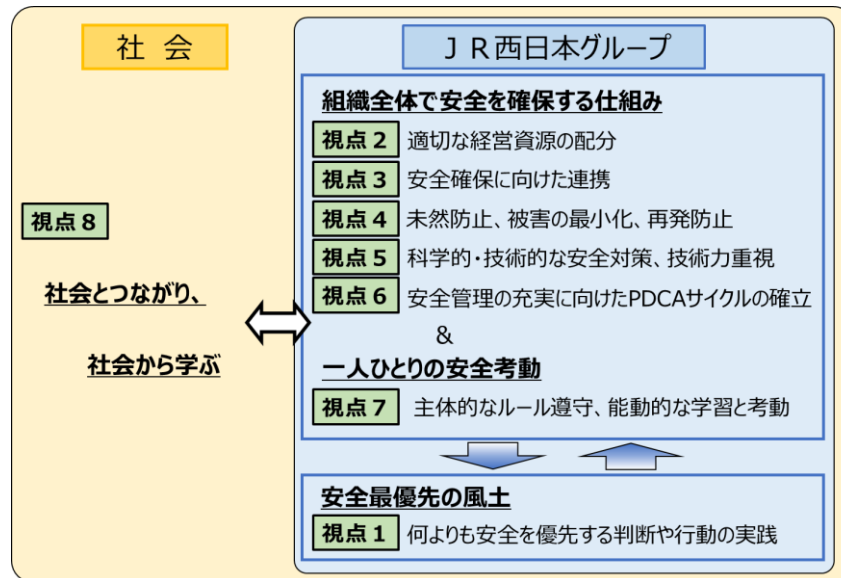 社 会
視点８
社会とつながり、
社会から学ぶ
ＪＲ西日本グループ
組織全体で安全を確保する仕組み
視点２ 適切な経営資源の配分
視点３ 安全確保に向けた連携
視点４ 未然防止、被害の最小化、再発防止
視点５ 科学的・技術的な安全対策、技術力重視
視点６ 安全管理の充実に向けたPDCAサイクルの確立
&
一人ひとりの安全考動
視点７ 主体的なルール遵守、能動的な学習と考動
安全最優先の風土
視点１ 何よりも安全を優先する判断や行動の実践